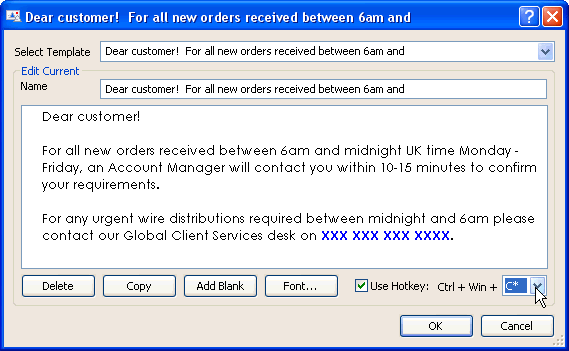 Dear customer!  For all new orders received between 6am and
Select Template
Dear customer!  For all new orders received between 6am and
Edit Current
Name
Dear customer!  For all new orders received between 6am and
Dear customer!
For all new orders received between 6am and midnight UK time Monday -
Friday, an Account Manager will contact you within 10-15 minutes to confirm
your requirements.
For any urgent wire distributions required between midnight and 6am please
contact our Global Client Services desk on XXX XXX XXX XXXX.
Delete Copy Add Blank Font... Use Hotkey: Ctrl + Win + C*
OK Cancel